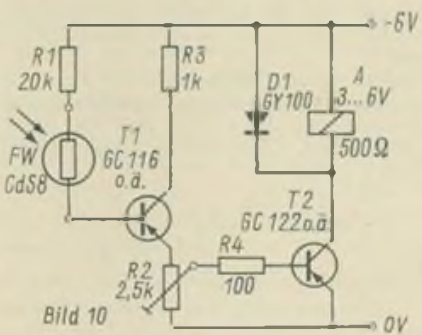 -6V
R1
20k
R3
1k
D1
GY100
A
3...6V
500Ω
FW
CdS8
T1
GC116
o.ä.
T2
GC122 o.ä.
R2
2,5k
R4
100
Bild 10
0V